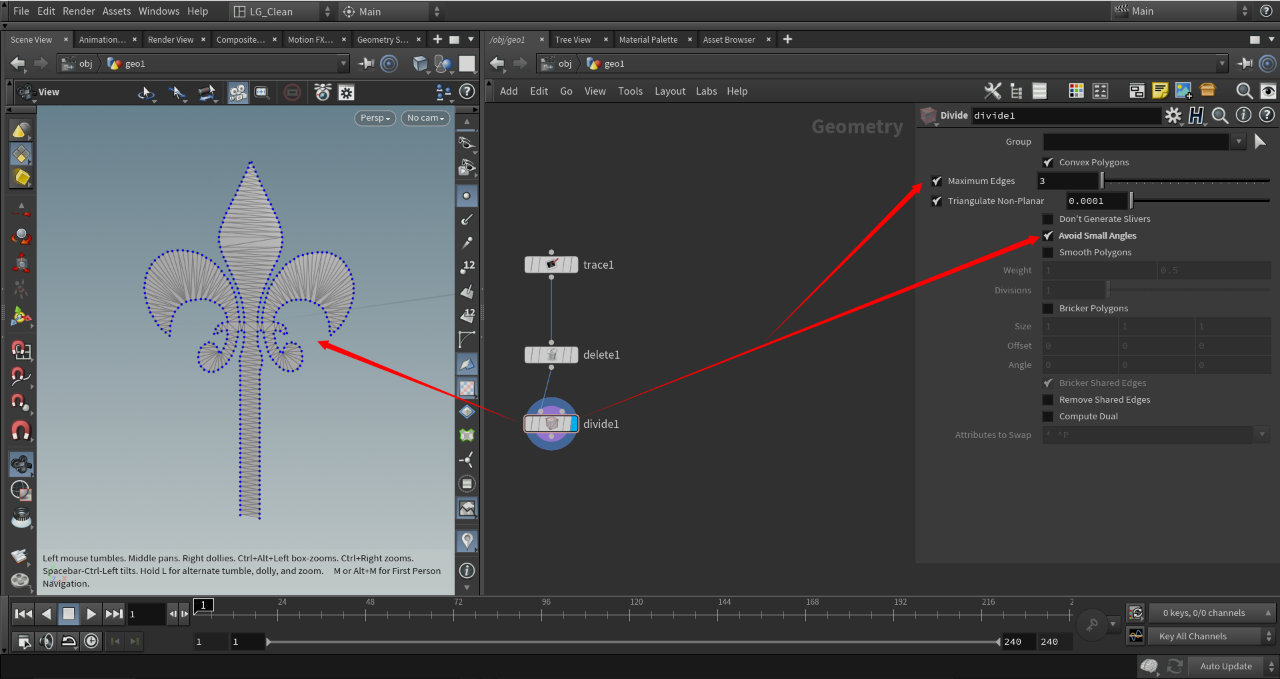 File Edit Render Assets Windows Help LG_Clean Main Main
Scene View Animation... Render View Composite... Motion FX... Geometry S...
/obj/geo1 Tree View Material Palette Asset Browser
obj geo1
obj geo1
View
Add Edit Go View Tools Layout Labs Help
Persp No cam
Geometry
12
12
trace1
delete1
divide1
Divide divide1
Group
Convex Polygons
Maximum Edges 3
Triangulate Non-Planar 0.0001
Don't Generate Slivers
Avoid Small Angles
Smooth Polygons
Weight 1 0.5
Divisions 1
Bricker Polygons
Size 1 1 1
Offset 0 0 0
Angle 0 0 0
Bricker Shared Edges
Remove Shared Edges
Compute Dual
Attributes to Swap * ^P
Left mouse tumbles. Middle pans. Right dollies. Ctrl+Alt+Left box-zooms. Ctrl+Right zooms.
Spacebar-Ctrl-Left tilts. Hold L for alternate tumble, dolly, and zoom. M or Alt+M for First Person
Navigation.
1 1 24 48 72 96 120 144 168 192 216 2
0 keys, 0/0 channels
1 1 240 240
Key All Channels
Auto Update